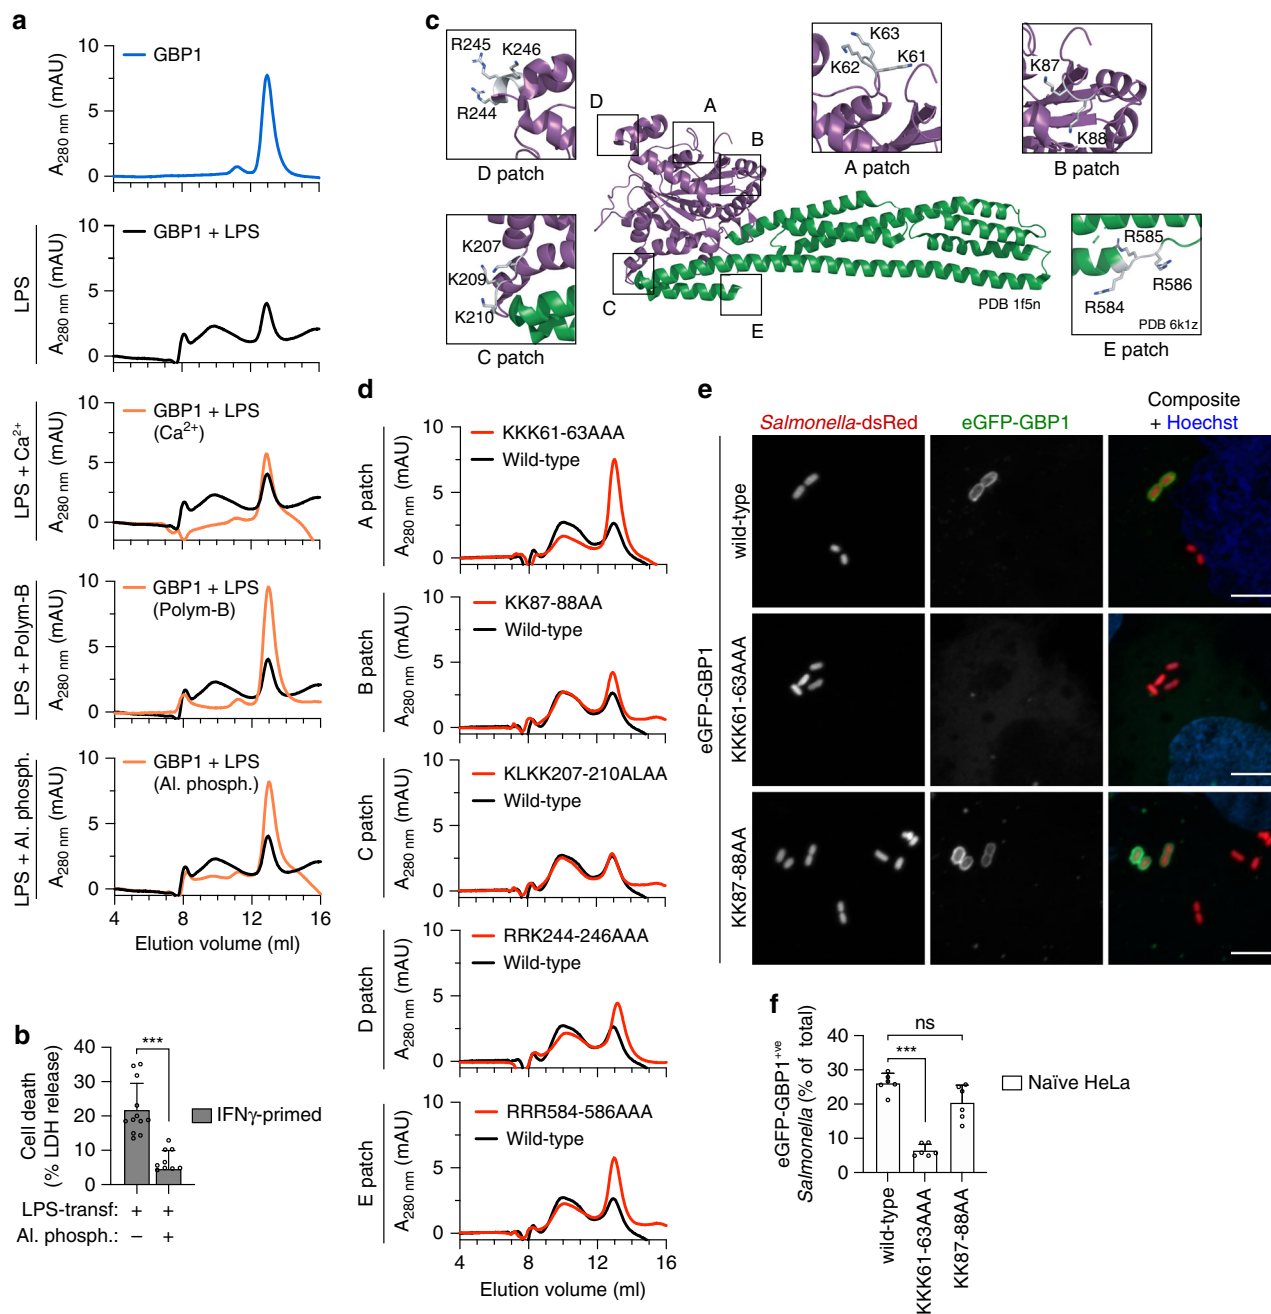 a
10
5
0
A280 nm (mAU)
GBP1
LPS
10
5
0
A280 nm (mAU)
GBP1 + LPS
LPS + Ca2+
10
5
0
A280 nm (mAU)
GBP1 + LPS
(Ca2+)
LPS + Polym-B
10
5
0
A280 nm (mAU)
GBP1 + LPS
(Polym-B)
LPS + Al. phosph.
10
5
0
A280 nm (mAU)
GBP1 + LPS
(Al. phosph.)
4 8 12 16
Elution volume (ml)
b
Cell death
(% LDH release)
40
30
20
10
0
***
IFNγ-primed
LPS-transf: + +
Al. phosph.: − +
c
R245
K246
R244
D patch
K63
K62
K61
A patch
K87
K88
B patch
D
A
B
C
E
PDB 1f5n
K207
K209
K210
C patch
R585
R586
R584
PDB 6k1z
E patch
d
A patch
10
5
0
A280 nm (mAU)
KKK61-63AAA
Wild-type
B patch
10
5
0
A280 nm (mAU)
KK87-88AA
Wild-type
C patch
10
5
0
A280 nm (mAU)
KLKK207-210ALAA
Wild-type
D patch
10
5
0
A280 nm (mAU)
RRK244-246AAA
Wild-type
E patch
10
5
0
A280 nm (mAU)
RRR584-586AAA
Wild-type
4 8 12 16
Elution volume (ml)
e
Salmonella-dsRed
eGFP-GBP1
Composite
+ Hoechst
eGFP-GBP1
wild-type
KKK61-63AAA
KK87-88AA
f
eGFP-GBP1+ve
Salmonella (% of total)
40
30
20
10
0
ns
***
Naïve HeLa
wild-type
KKK61-63AAA
KK87-88AA